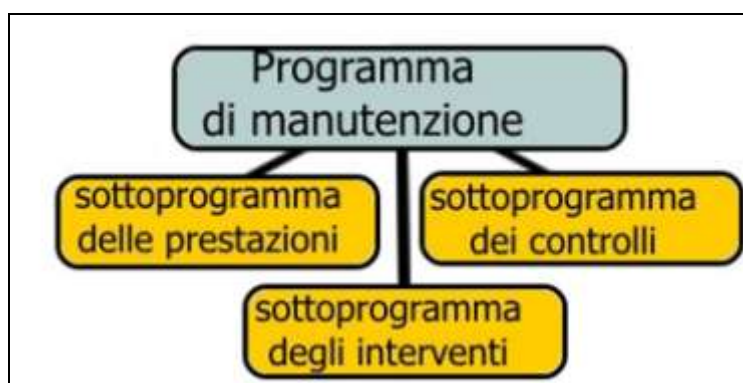 Programma
di manutenzione
sottoprogramma
delle prestazioni
sottoprogramma
dei controlli
sottoprogramma
degli interventi